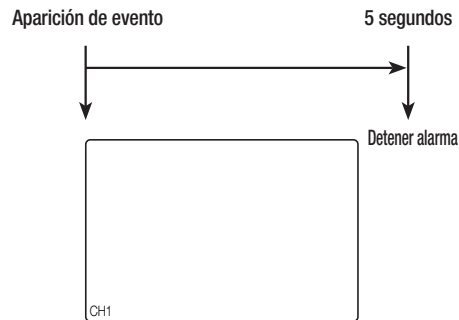 Aparición de evento
5 segundos
Detener alarma
CH1